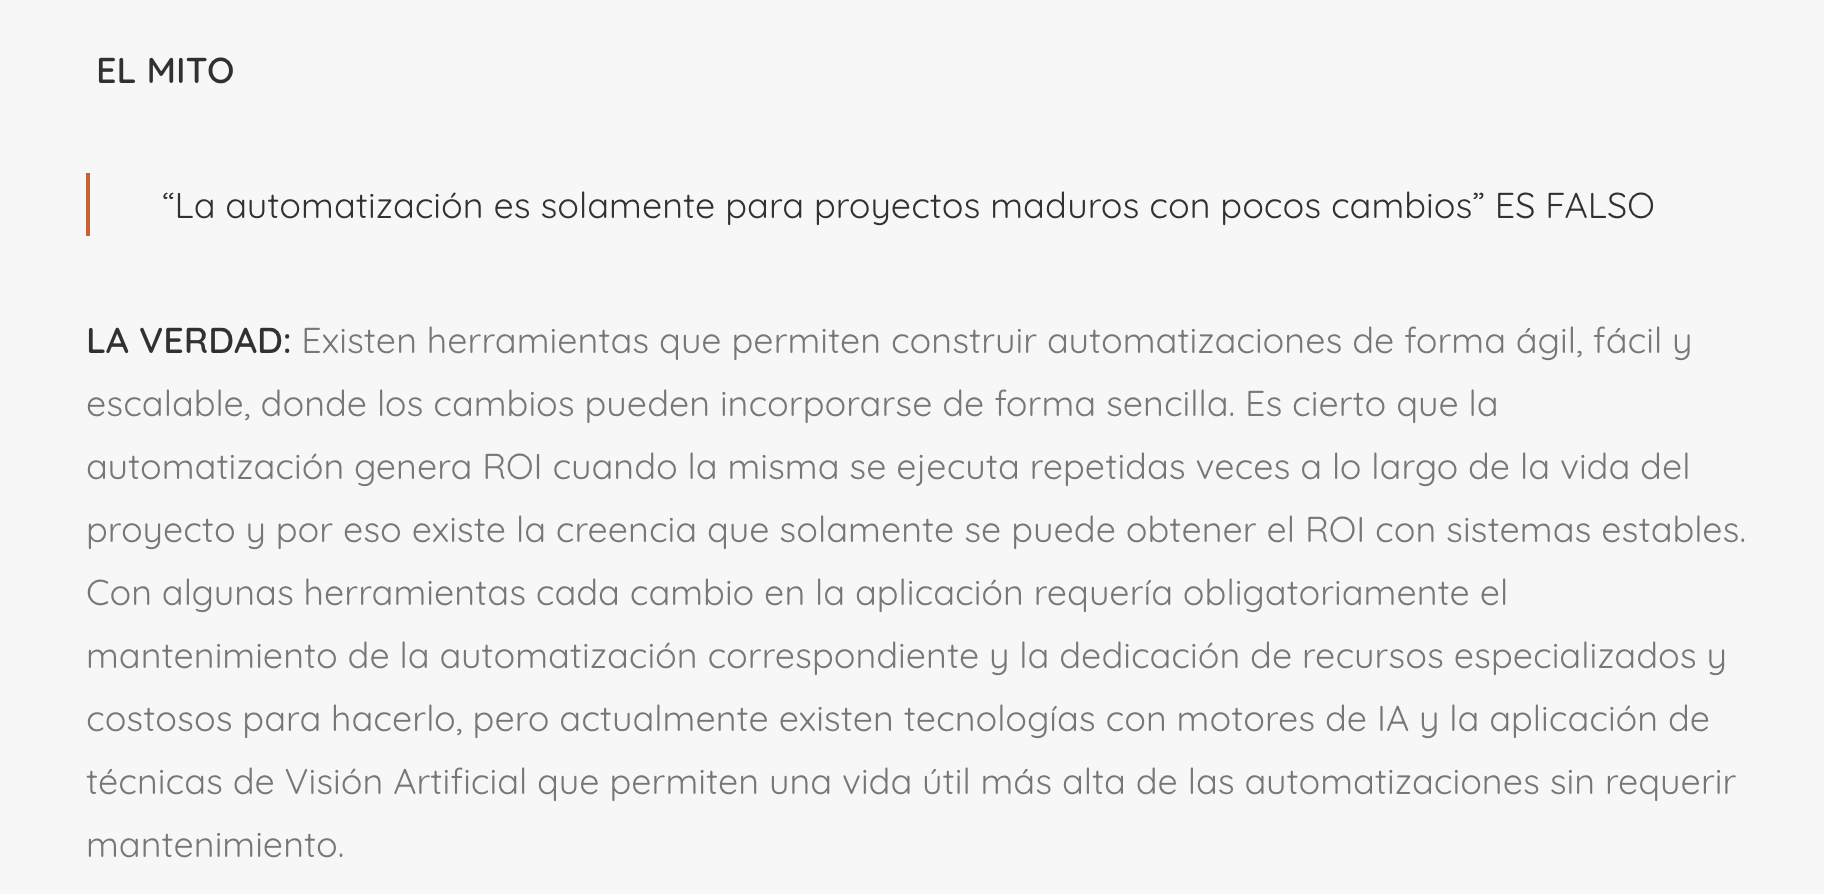 EL MITO
“La automatización es solamente para proyectos maduros con pocos cambios” ES FALSO
LA VERDAD: Existen herramientas que permiten construir automatizaciones de forma ágil, fácil y
escalable, donde los cambios pueden incorporarse de forma sencilla. Es cierto que la
automatización genera ROI cuando la misma se ejecuta repetidas veces a lo largo de la vida del
proyecto y por eso existe la creencia que solamente se puede obtener el ROI con sistemas estables.
Con algunas herramientas cada cambio en la aplicación requería obligatoriamente el
mantenimiento de la automatización correspondiente y la dedicación de recursos especializados y
costosos para hacerlo, pero actualmente existen tecnologías con motores de IA y la aplicación de
técnicas de Visión Artificial que permiten una vida útil más alta de las automatizaciones sin requerir
mantenimiento.